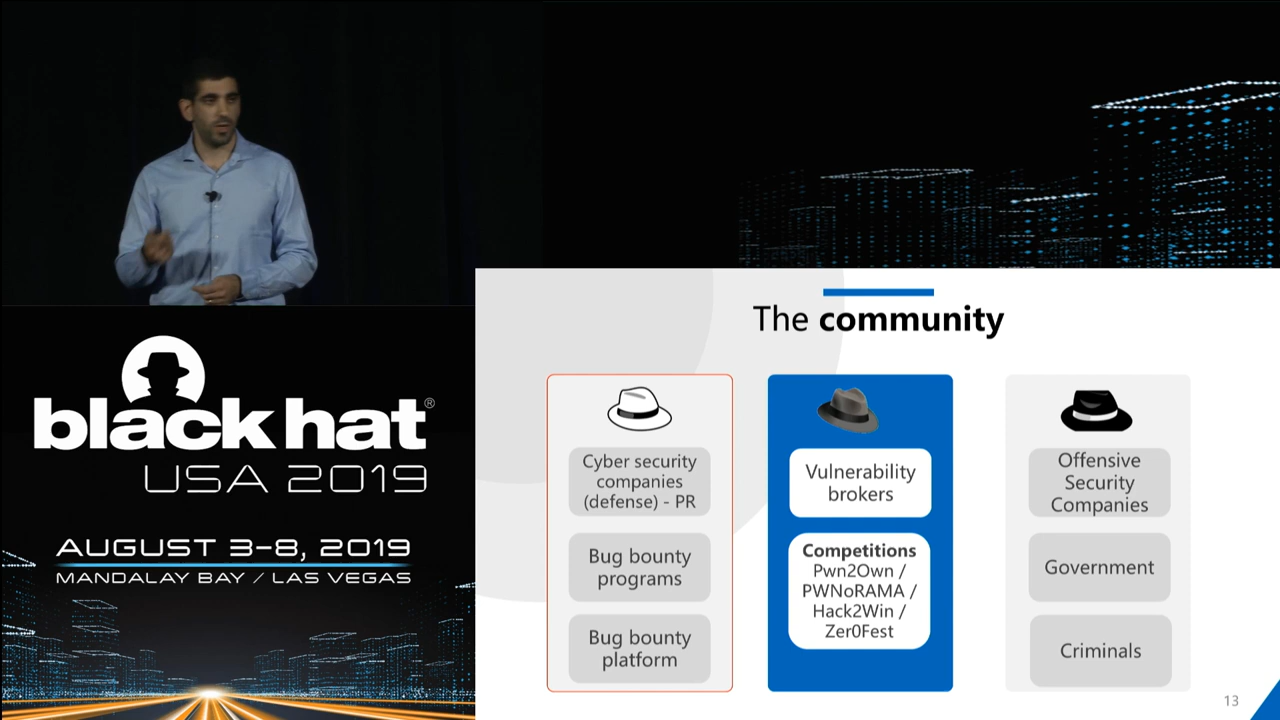 black hat®
USA 2019
AUGUST 3-8, 2019
MANDALAY BAY / LAS VEGAS
The community
Cyber security
companies
(defense) - PR
Bug bounty
programs
Bug bounty
platform
Vulnerability
brokers
Competitions
Pwn2Own /
PWNoRAMA /
Hack2Win /
Zer0Fest
Offensive
Security
Companies
Government
Criminals
13